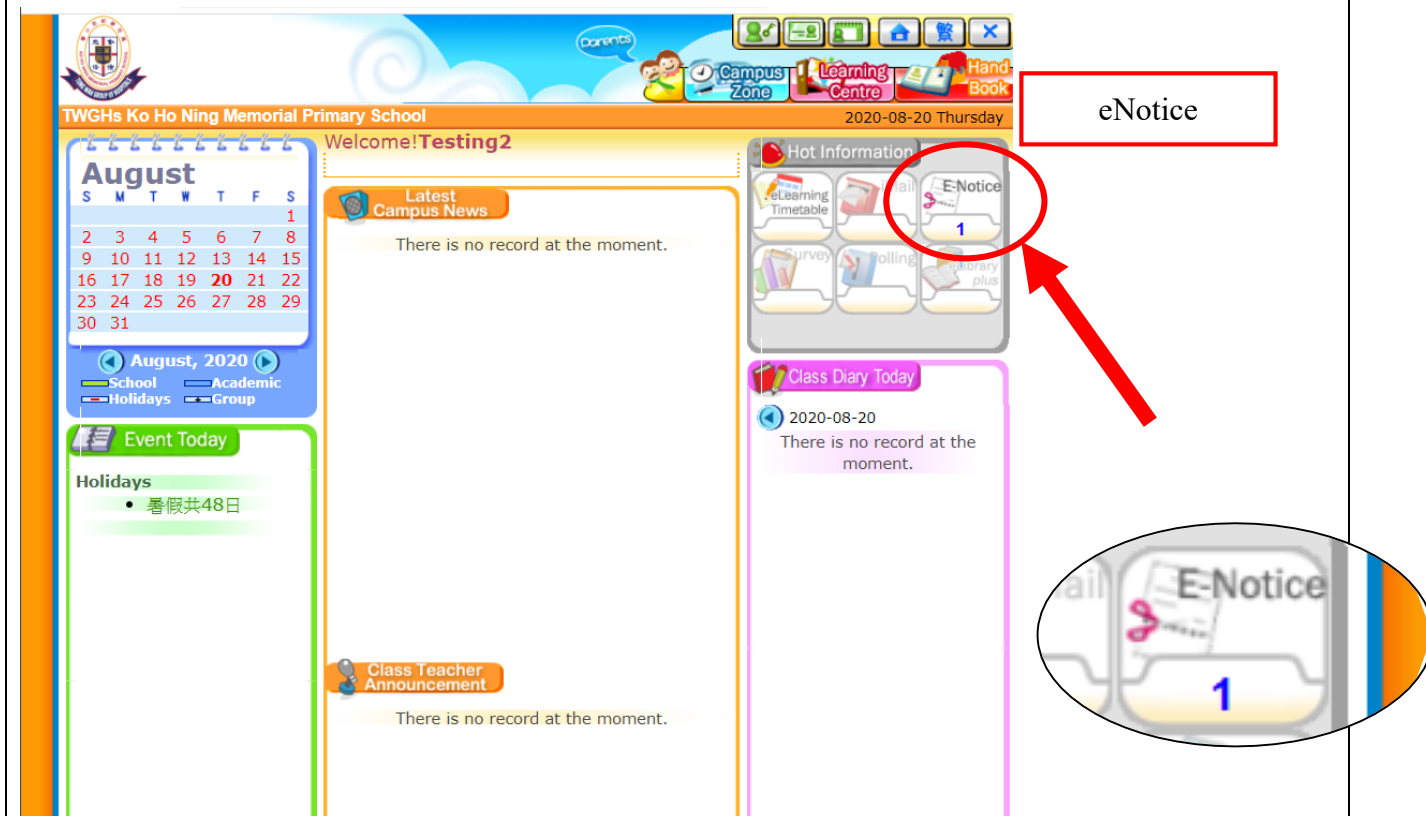 Parents
Campus
Zone
Learning
Centre
Hand
Book
繁
TWGHs Ko Ho Ning Memorial Primary School
2020-08-20 Thursday
eNotice
August
S M T W T F S
1
2 3 4 5 6 7 8
9 10 11 12 13 14 15
16 17 18 19 20 21 22
23 24 25 26 27 28 29
30 31
August, 2020
School Academic
Holidays Group
Event Today
Holidays
• 暑假共48日
Welcome!Testing2
Latest
Campus News
There is no record at the moment.
Class Teacher
Announcement
There is no record at the moment.
Hot Information
eLearning
Timetable
ail
E-Notice
1
Survey
Polling
eLibrary
plus
Class Diary Today
2020-08-20
There is no record at the
moment.
ail
E-Notice
1